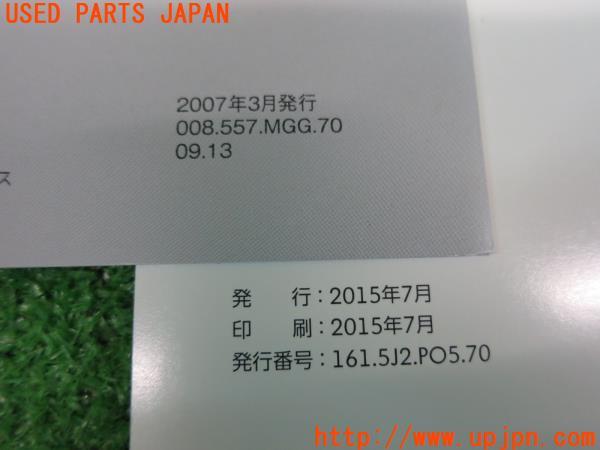 USED PARTS JAPAN
2007年3月発行
008.557.MGG.70
09.13
ス
発　行：2015年7月
印　刷：2015年7月
発行番号：161.5J2.PO5.70
http://www.upjpn.com/